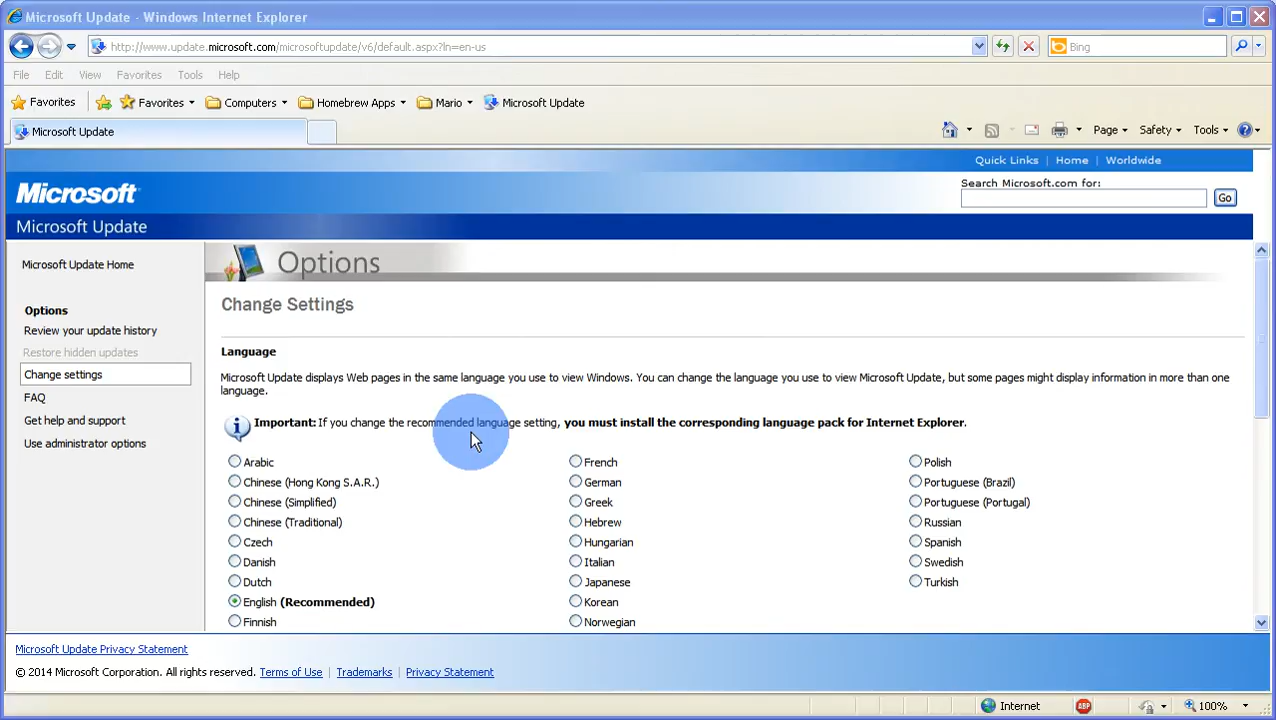 Microsoft Update - Windows Internet Explorer
http://www.update.microsoft.com/microsoftupdate/v6/default.aspx?ln=en-us
Bing
File Edit View Favorites Tools Help
Favorites Favorites Computers Homebrew Apps Mario Microsoft Update
Microsoft Update
Page Safety Tools
Quick Links | Home | Worldwide
Microsoft
Search Microsoft.com for:
Go
Microsoft Update
Microsoft Update Home
Options
Review your update history
Restore hidden updates
Change settings
FAQ
Get help and support
Use administrator options
Options
Change Settings
Language
Microsoft Update displays Web pages in the same language you use to view Windows. You can change the language you use to view Microsoft Update, but some pages might display information in more than one
language.
Important: If you change the recommended language setting, you must install the corresponding language pack for Internet Explorer.
Arabic French Polish
Chinese (Hong Kong S.A.R.) German Portuguese (Brazil)
Chinese (Simplified) Greek Portuguese (Portugal)
Chinese (Traditional) Hebrew Russian
Czech Hungarian Spanish
Danish Italian Swedish
Dutch Japanese Turkish
English (Recommended) Korean
Finnish Norwegian
Microsoft Update Privacy Statement
© 2014 Microsoft Corporation. All rights reserved. Terms of Use | Trademarks | Privacy Statement
Internet ABP 100%